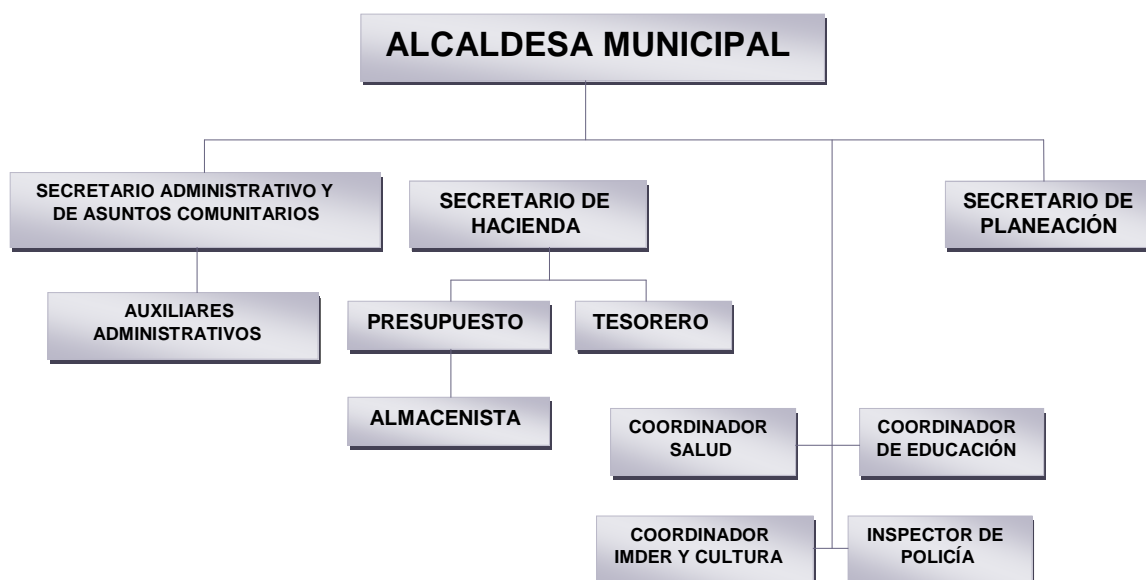 ALCALDESA MUNICIPAL
SECRETARIO ADMINISTRATIVO Y
DE ASUNTOS COMUNITARIOS
SECRETARIO DE
HACIENDA
SECRETARIO DE
PLANEACIÓN
AUXILIARES
ADMINISTRATIVOS
PRESUPUESTO
TESORERO
ALMACENISTA
COORDINADOR
SALUD
COORDINADOR
DE EDUCACIÓN
COORDINADOR
IMDER Y CULTURA
INSPECTOR DE
POLICÍA